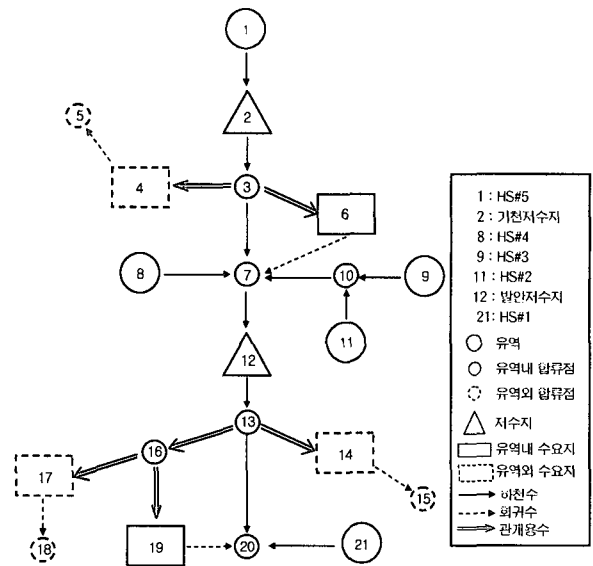 1
2
5
4
3
6
8
7
10
9
11
12
13
16
14
17
15
18
19
20
21
1 : HS#5
2 : 기천저수지
8 : HS#4
9 : HS#3
11 : HS#2
12 : 발안저수지
21 : HS#1
유역
유역내 합류점
유역외 합류점
저수지
유역내 수요지
유역외 수요지
하천수
회귀수
관개용수